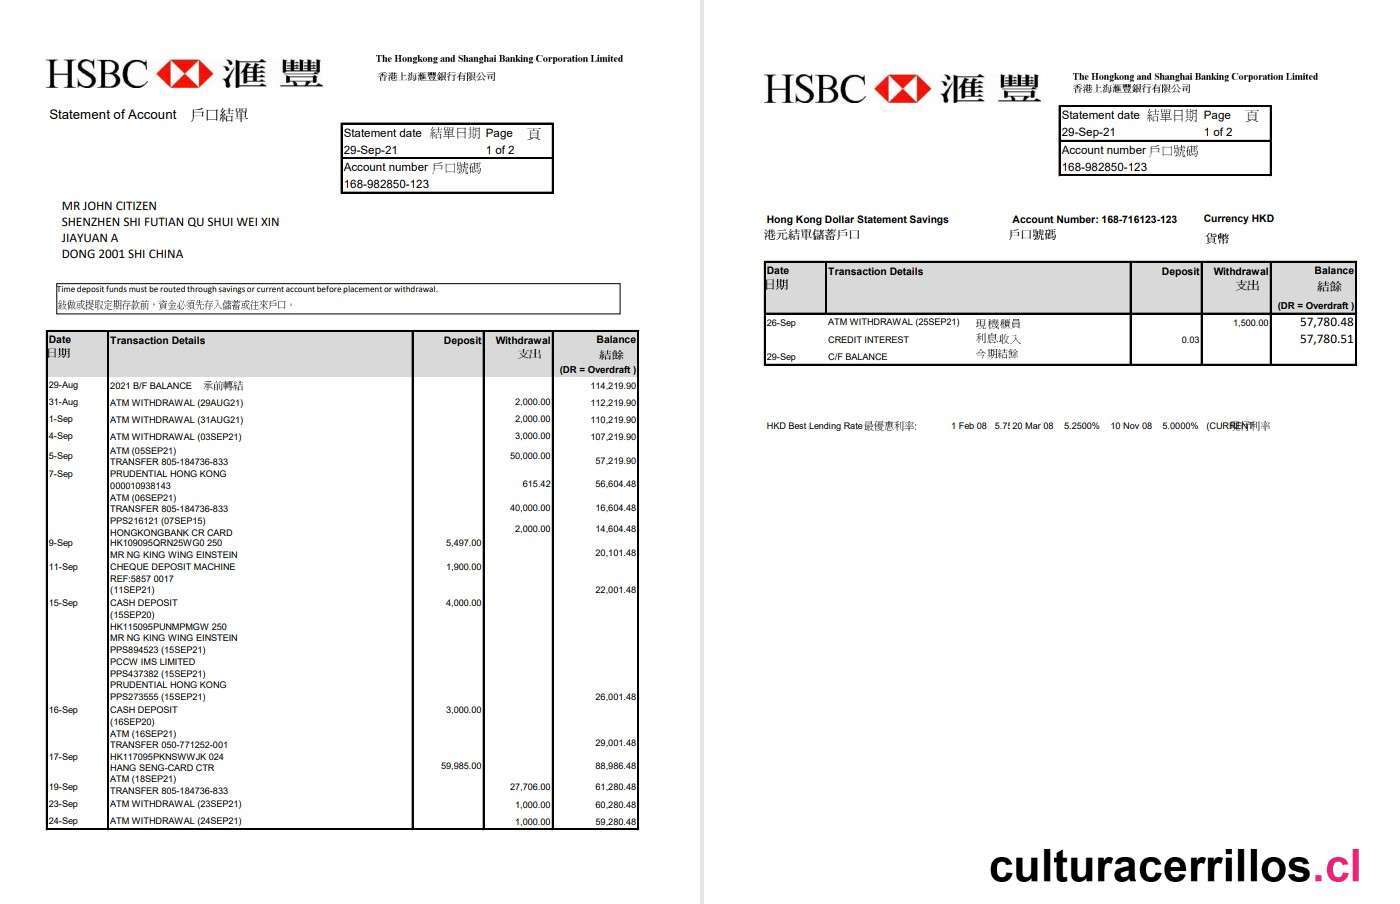 HSBC 滙豐
The Hongkong and Shanghai Banking Corporation Limited
香港上海滙豐銀行有限公司
Statement of Account 戶口結單
Statement date 結單日期 Page 頁
29-Sep-21 1 of 2
Account number 戶口號碼
168-982850-123
MR JOHN CITIZEN
SHENZHEN SHI FUTIAN QU SHUI WEI XIN
JIAYUAN A
DONG 2001 SHI CHINA
Time deposit funds must be routed through savings or current account before placement or withdrawal.
敍做或提取定期存款前，資金必須先存入儲蓄或往來戶口。
Date Transaction Details Deposit Withdrawal Balance
日期 支出 結餘
(DR = Overdraft )
29-Aug 2021 B/F BALANCE 承前轉結 114,219.90
31-Aug ATM WITHDRAWAL (29AUG21) 2,000.00 112,219.90
1-Sep ATM WITHDRAWAL (31AUG21) 2,000.00 110,219.90
4-Sep ATM WITHDRAWAL (03SEP21) 3,000.00 107,219.90
5-Sep ATM (05SEP21) 50,000.00
TRANSFER 805-184736-833 57,219.90
7-Sep PRUDENTIAL HONG KONG
000010938143 615.42 56,604.48
ATM (06SEP21)
TRANSFER 805-184736-833 40,000.00 16,604.48
PPS216121 (07SEP15)
HONGKONGBANK CR CARD 2,000.00 14,604.48
9-Sep HK109095QRN25WG0 250 5,497.00
MR NG KING WING EINSTEIN 20,101.48
11-Sep CHEQUE DEPOSIT MACHINE 1,900.00
REF:5857 0017
(11SEP21) 22,001.48
15-Sep CASH DEPOSIT 4,000.00
(15SEP20)
HK115095PUNMPMGW 250
MR NG KING WING EINSTEIN
PPS894523 (15SEP21)
PCCW IMS LIMITED
PPS437382 (15SEP21)
PRUDENTIAL HONG KONG
PPS273555 (15SEP21) 26,001.48
16-Sep CASH DEPOSIT 3,000.00
(16SEP20)
ATM (16SEP21)
TRANSFER 050-771252-001 29,001.48
17-Sep HK117095PKNSWWJK 024
HANG SENG-CARD CTR 59,985.00 88,986.48
ATM (18SEP21)
19-Sep TRANSFER 805-184736-833 27,706.00 61,280.48
23-Sep ATM WITHDRAWAL (23SEP21) 1,000.00 60,280.48
24-Sep ATM WITHDRAWAL (24SEP21) 1,000.00 59,280.48
HSBC 滙豐
The Hongkong and Shanghai Banking Corporation Limited
香港上海滙豐銀行有限公司
Statement date 結單日期 Page 頁
29-Sep-21 1 of 2
Account number 戶口號碼
168-982850-123
Hong Kong Dollar Statement Savings Account Number: 168-716123-123 Currency HKD
港元結單儲蓄戶口 戶口號碼 貨幣
Date Transaction Details Deposit Withdrawal Balance
日期 支出 結餘
(DR = Overdraft )
26-Sep ATM WITHDRAWAL (25SEP21) 現機櫃員 1,500.00 57,780.48
CREDIT INTEREST 利息收入 0.03 57,780.51
29-Sep C/F BALANCE 今期結餘
HKD Best Lending Rate最優惠利率: 1 Feb 08 20 Mar 08 5.2500% 10 Nov 08 5.0000% 利率
culturacerrillos.cl